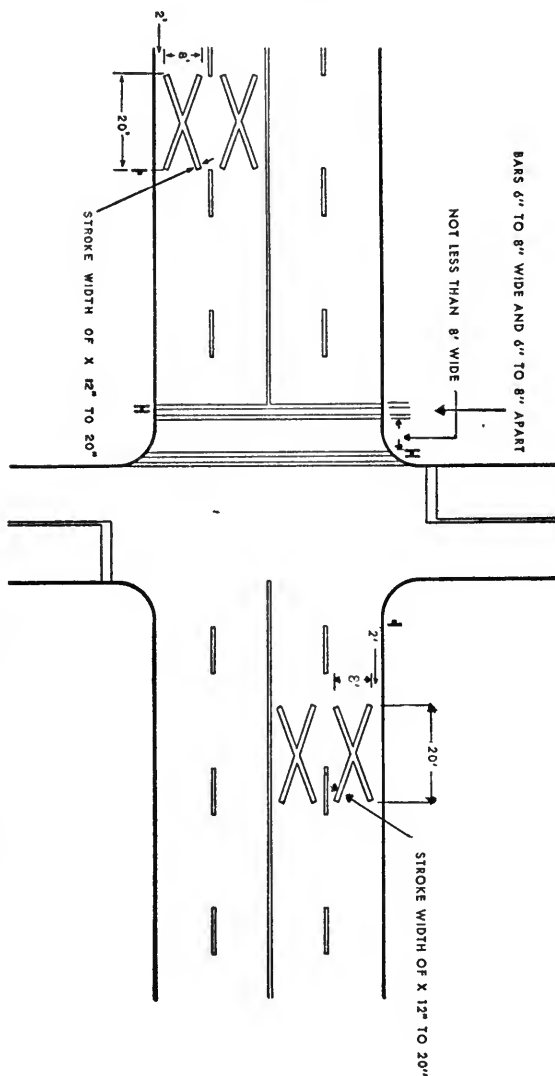 BARS 6" TO 8" WIDE AND 6" TO 8" APART
NOT LESS THAN 8' WIDE
2'
8'
20'
STROKE WIDTH OF X 12" TO 20"
2'
8'
20'
STROKE WIDTH OF X 12" TO 20"